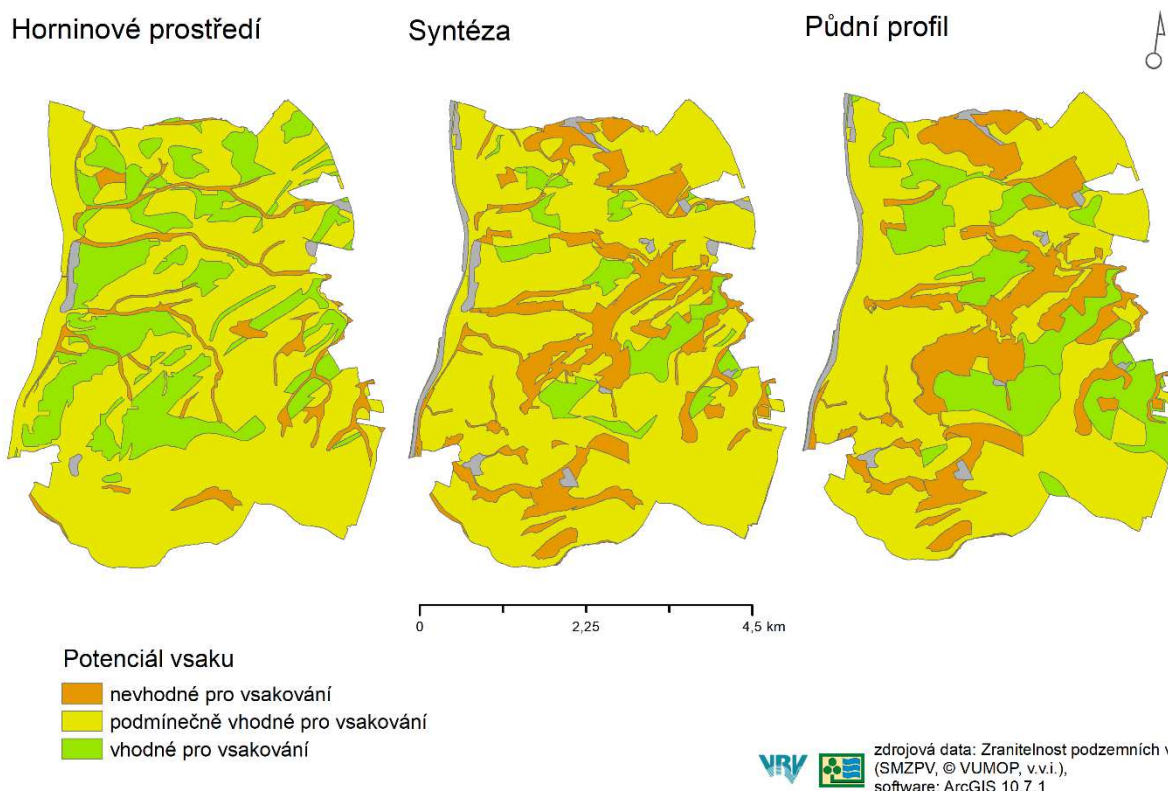 Horninové prostředí
Syntéza
Půdní profil
0
2,25
4,5 km
Potenciál vsaku
nevhodné pro vsakování
podmínečně vhodné pro vsakování
vhodné pro vsakování
VRV
zdrojová data: Zranitelnost podzemních v
(SMZPV, © VUMOP, v.v.i.),
software: ArcGIS 10.7.1